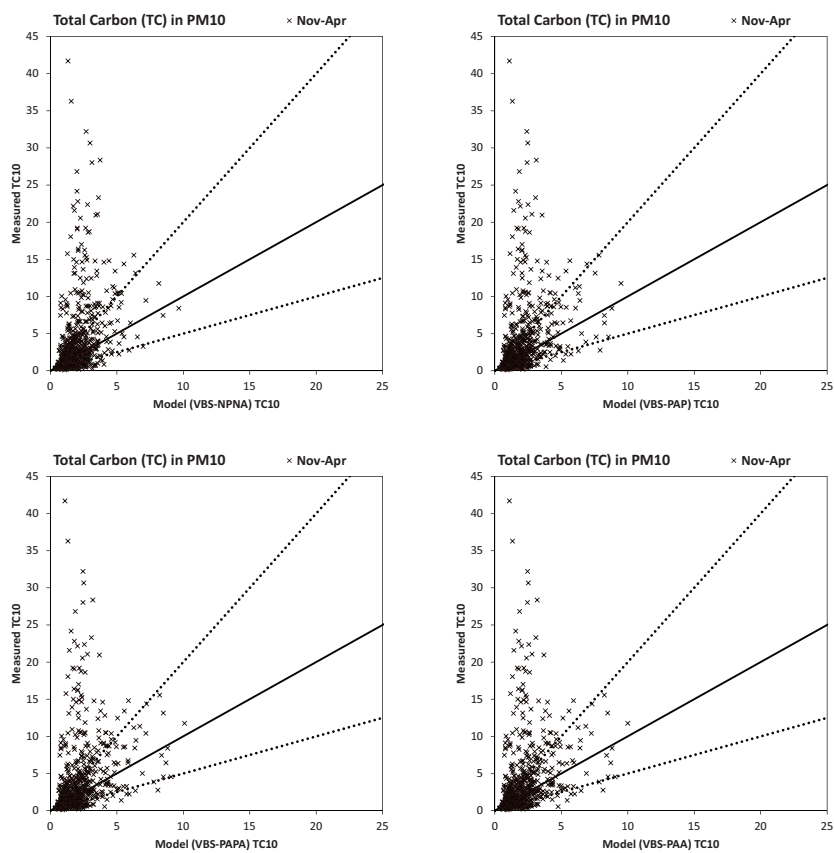 Total Carbon (TC) in PM10 × Nov-Apr
45
40
35
30
25
20
15
10
5
0
Measured TC10
0 5 10 15 20 25
Model (VBS-NPNA) TC10
Total Carbon (TC) in PM10 × Nov-Apr
45
40
35
30
25
20
15
10
5
0
Measured TC10
0 5 10 15 20 25
Model (VBS-PAP) TC10
Total Carbon (TC) in PM10 × Nov-Apr
45
40
35
30
25
20
15
10
5
0
Measured TC10
0 5 10 15 20 25
Model (VBS-PAPA) TC10
Total Carbon (TC) in PM10 × Nov-Apr
45
40
35
30
25
20
15
10
5
0
Measured TC10
0 5 10 15 20 25
Model (VBS-PAA) TC10